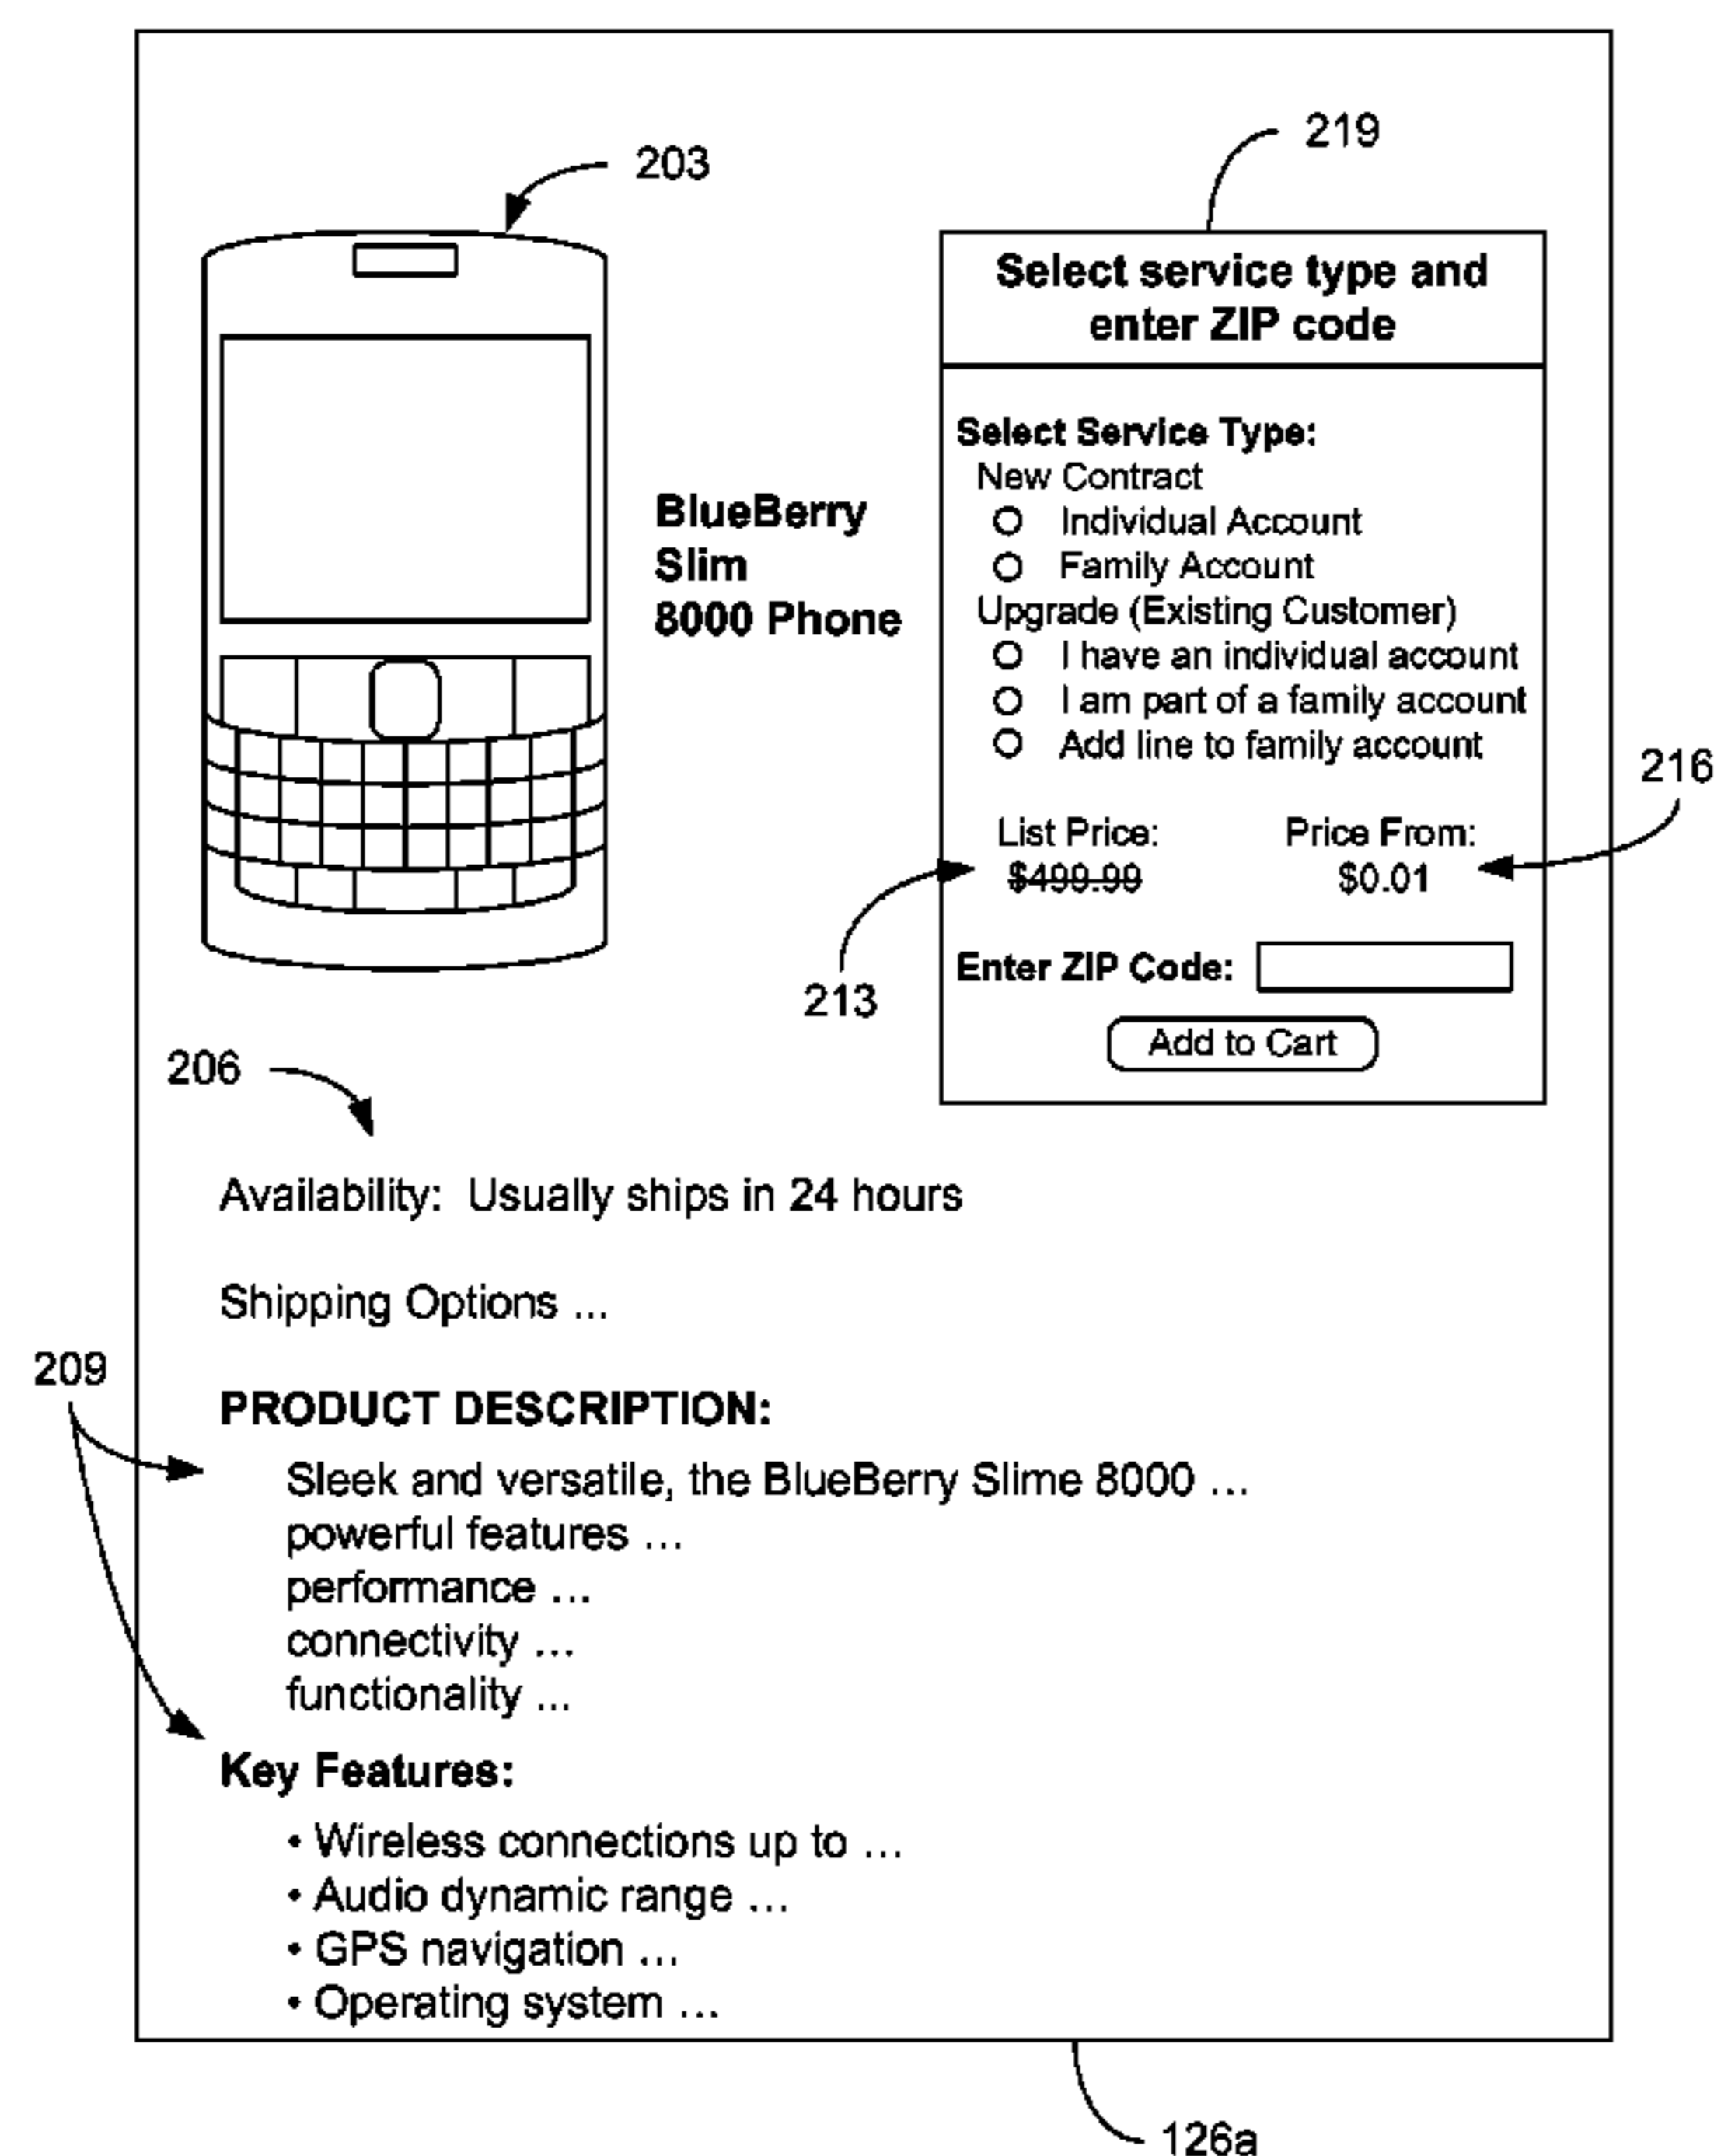 219
203
Select service type and
enter ZIP code
Select Service Type:
New Contract
Individual Account
Family Account
Upgrade (Existing Customer)
I have an individual account
I am part of a family account
Add line to family account
BlueBerry
Slim
8000 Phone
216
List Price: Price From:
$499.99 $0.01
Enter ZIP Code:
213
Add to Cart
206
Availability: Usually ships in 24 hours
Shipping Options ...
209
PRODUCT DESCRIPTION:
Sleek and versatile, the BlueBerry Slime 8000 ...
powerful features ...
performance ...
connectivity ...
functionality ...
Key Features:
• Wireless connections up to ...
• Audio dynamic range ...
• GPS navigation ...
• Operating system ...
126a